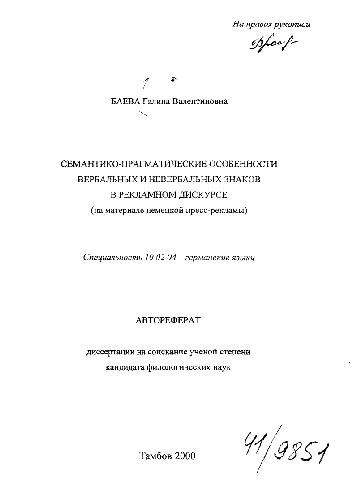 На правах рукописи
БАЕВА Галина Валентиновна
СЕМАНТИКО-ПРАГМАТИЧЕСКИЕ ОСОБЕННОСТИ
ВЕРБАЛЬНЫХ И НЕВЕРБАЛЬНЫХ ЗНАКОВ
В РЕКЛАМНОМ ДИСКУРСЕ
(на материале немецкой пресс-рекламы)
Специальность 10 02 04 – германские языки
АВТОРЕФЕРАТ
диссертации на соискание ученой степени
кандидата филологических наук
41/9851
Тамбов 2000